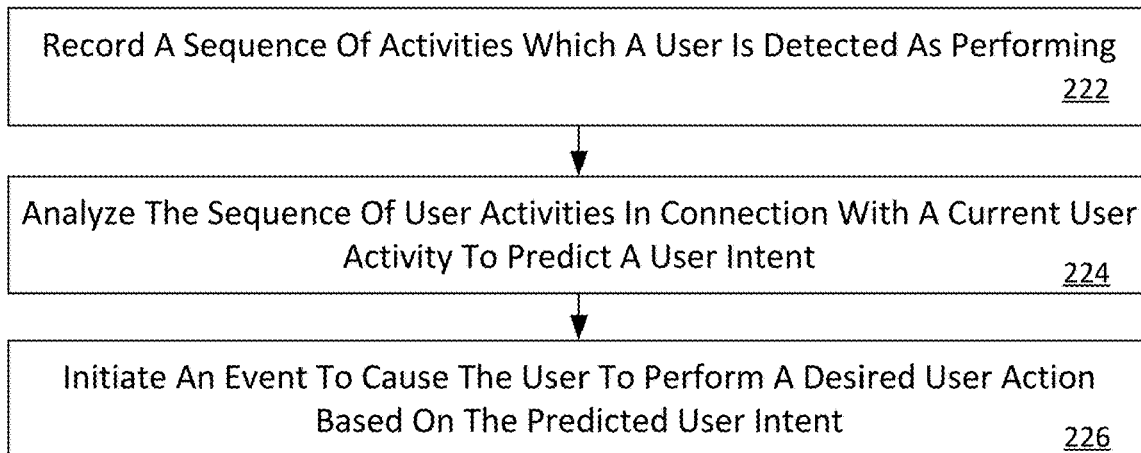 Record A Sequence Of Activities Which A User Is Detected As Performing
222
Analyze The Sequence Of User Activities In Connection With A Current User
Activity To Predict A User Intent
224
Initiate An Event To Cause The User To Perform A Desired User Action
Based On The Predicted User Intent
226